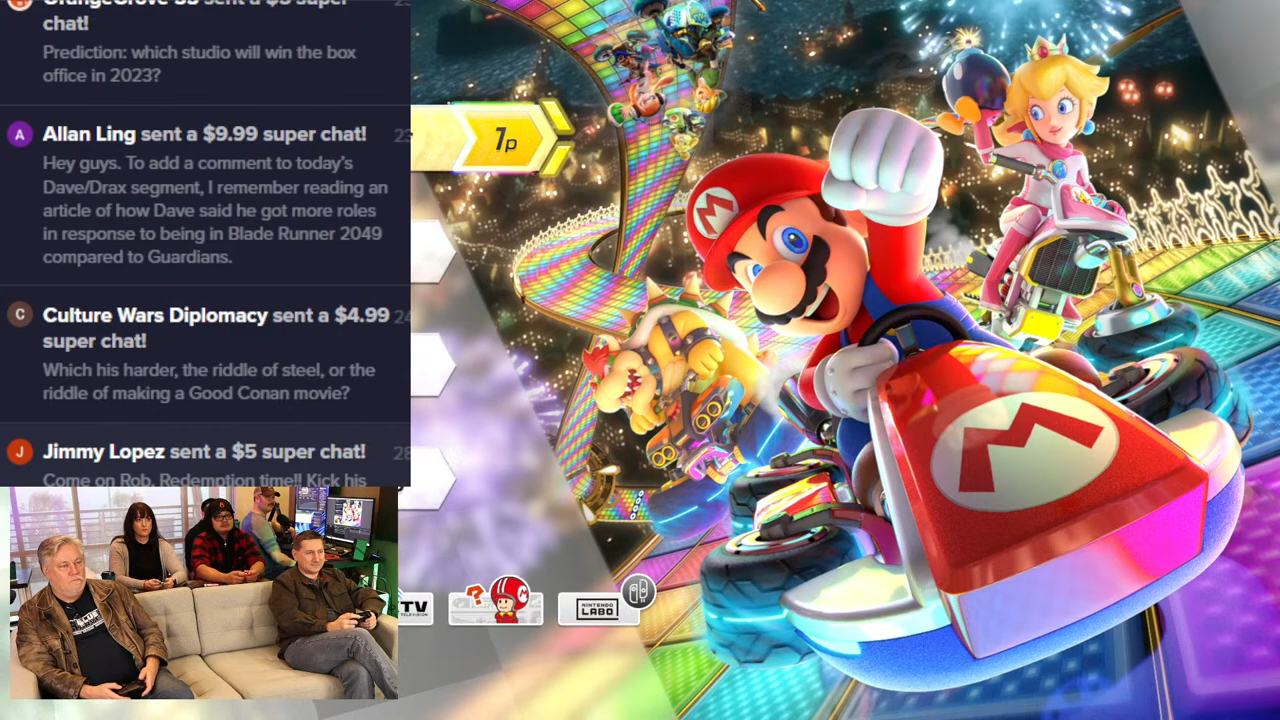 OrangeGrove 55 sent a $5 super
chat!
Prediction: which studio will win the box
office in 2023?
A
Allan Ling sent a $9.99 super chat!
Hey guys. To add a comment to today's
Dave/Drax segment, I remember reading an
article of how Dave said he got more roles
in response to being in Blade Runner 2049
compared to Guardians.
C
Culture Wars Diplomacy sent a $4.99
super chat!
Which his harder, the riddle of steel, or the
riddle of making a Good Conan movie?
J
Jimmy Lopez sent a $5 super chat!
Come on Rob. Redemption time!! Kick his
1p
M
M
TV
?
NINTENDO
LABO